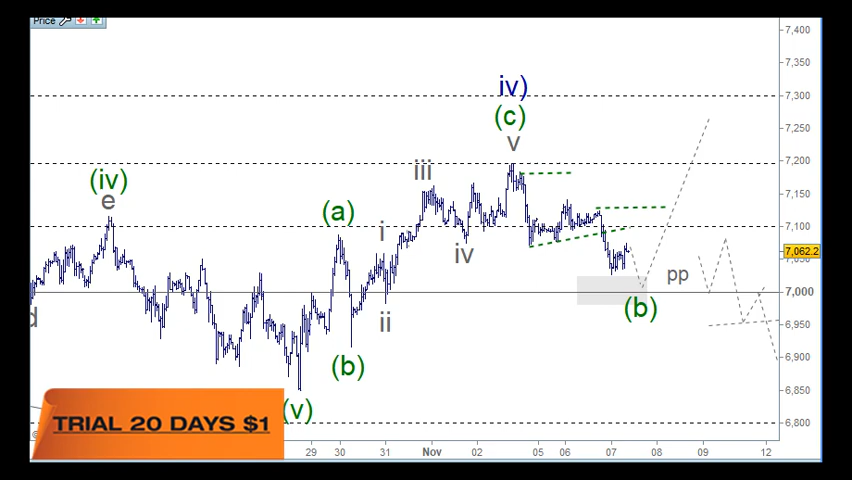 Price
7,400
7,350
iv)
7,300
(c)
v
7,250
iii
7,200
(iv)
e
(a)
7,150
i
7,100
iv
7,062.2
pp
7,000
d
ii
(b)
6,950
(b)
6,900
6,850
TRIAL 20 DAYS $1
(v)
6,800
29 30 31 Nov 02 05 06 07 08 09 12